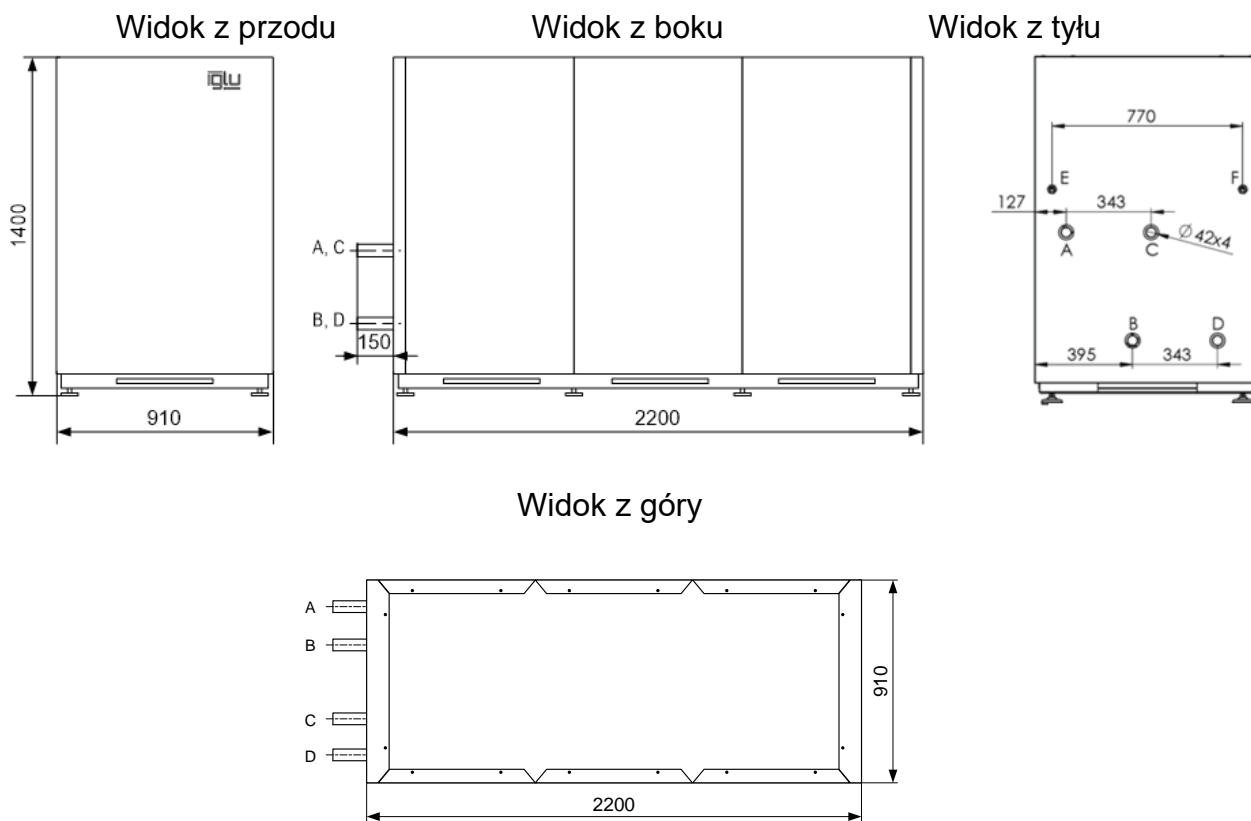 Widok z przodu
Widok z boku
Widok z tyłu
iglu
1400
910
A, C
B, D
150
2200
770
E
F
127
343
A
C
Ø 42x4
B
D
395
343
Widok z góry
A
B
C
D
910
2200